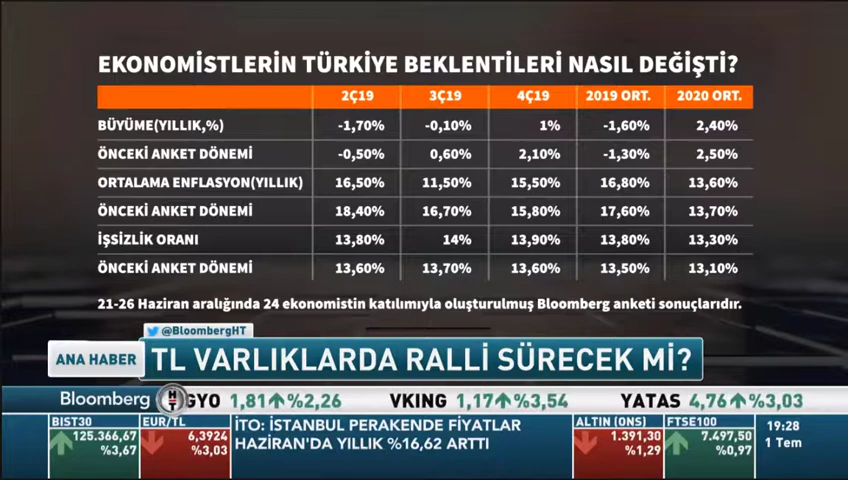 EKONOMİSTLERİN TÜRKİYE BEKLENTİLERİ NASIL DEĞİŞTİ?
2Ç19 3Ç19 4Ç19 2019 ORT. 2020 ORT.
BÜYÜME(YILLIK,%) -1,70% -0,10% 1% -1,60% 2,40%
ÖNCEKİ ANKET DÖNEMİ -0,50% 0,60% 2,10% -1,30% 2,50%
ORTALAMA ENFLASYON(YILLIK) 16,50% 11,50% 15,50% 16,80% 13,60%
ÖNCEKİ ANKET DÖNEMİ 18,40% 16,70% 15,80% 17,60% 13,70%
İŞSİZLİK ORANI 13,80% 14% 13,90% 13,80% 13,30%
ÖNCEKİ ANKET DÖNEMİ 13,60% 13,70% 13,60% 13,50% 13,10%
21-26 Haziran aralığında 24 ekonomistin katılımıyla oluşturulmuş Bloomberg anketi sonuçlarıdır.
@BloombergHT
ANA HABER TL VARLIKLARDA RALLİ SÜRECEK Mİ?
Bloomberg HT GYO 1,81 %2,26 VKING 1,17 %3,54 YATAS 4,76 %3,03
BIST30 EUR/TL İTO: İSTANBUL PERAKENDE FİYATLAR ALTIN (ONS) FTSE100
125.366,67 6,3924 HAZİRAN'DA YILLIK %16,62 ARTTI 1.391,30 7.497,50 19:28
%3,67 %3,03 %1,29 %0,97 1 Tem